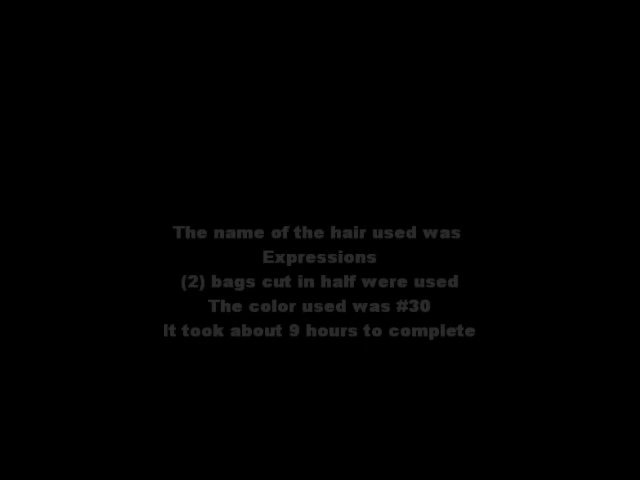 The name of the hair used was
Expressions
(2) bags cut in half were used
The color used was #30
It took about 9 hours to complete